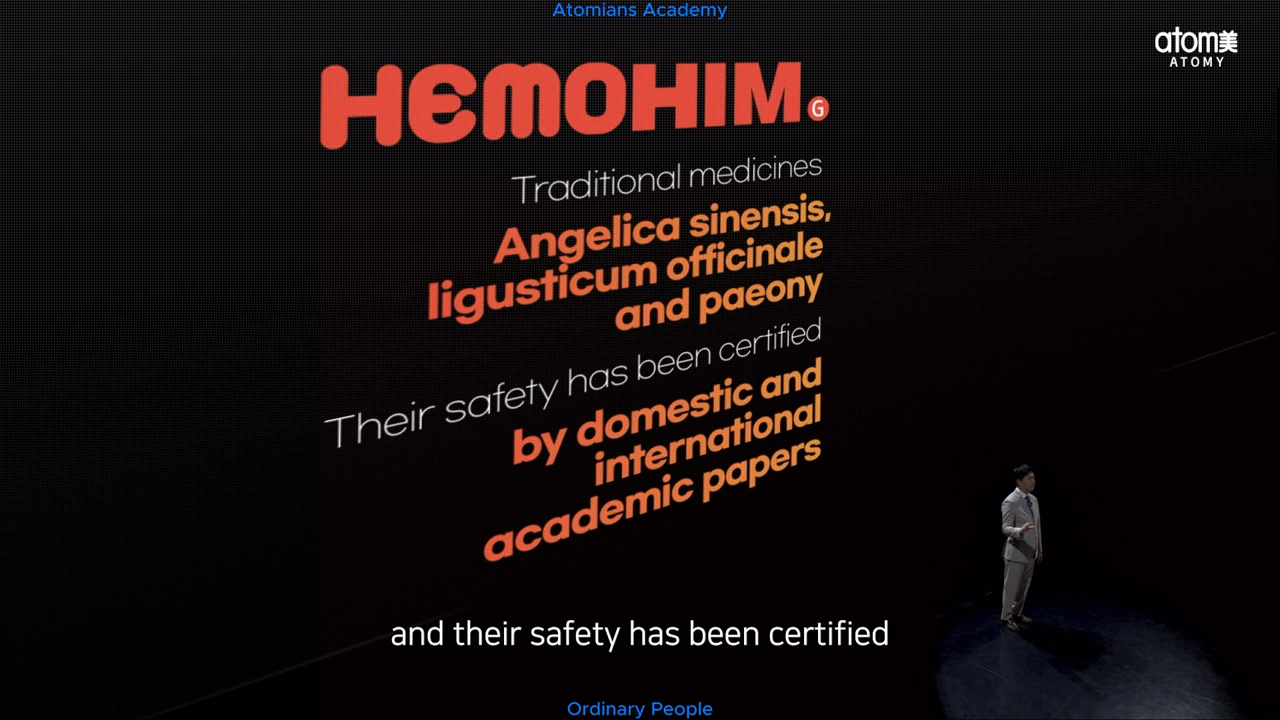 Atomians Academy
atom美
ATOMY
HEMOHIM G
Traditional medicines
Angelica sinensis,
ligusticum officinale
and paeony
Their safety has been certified
by domestic and
international
academic papers
and their safety has been certified
Ordinary People